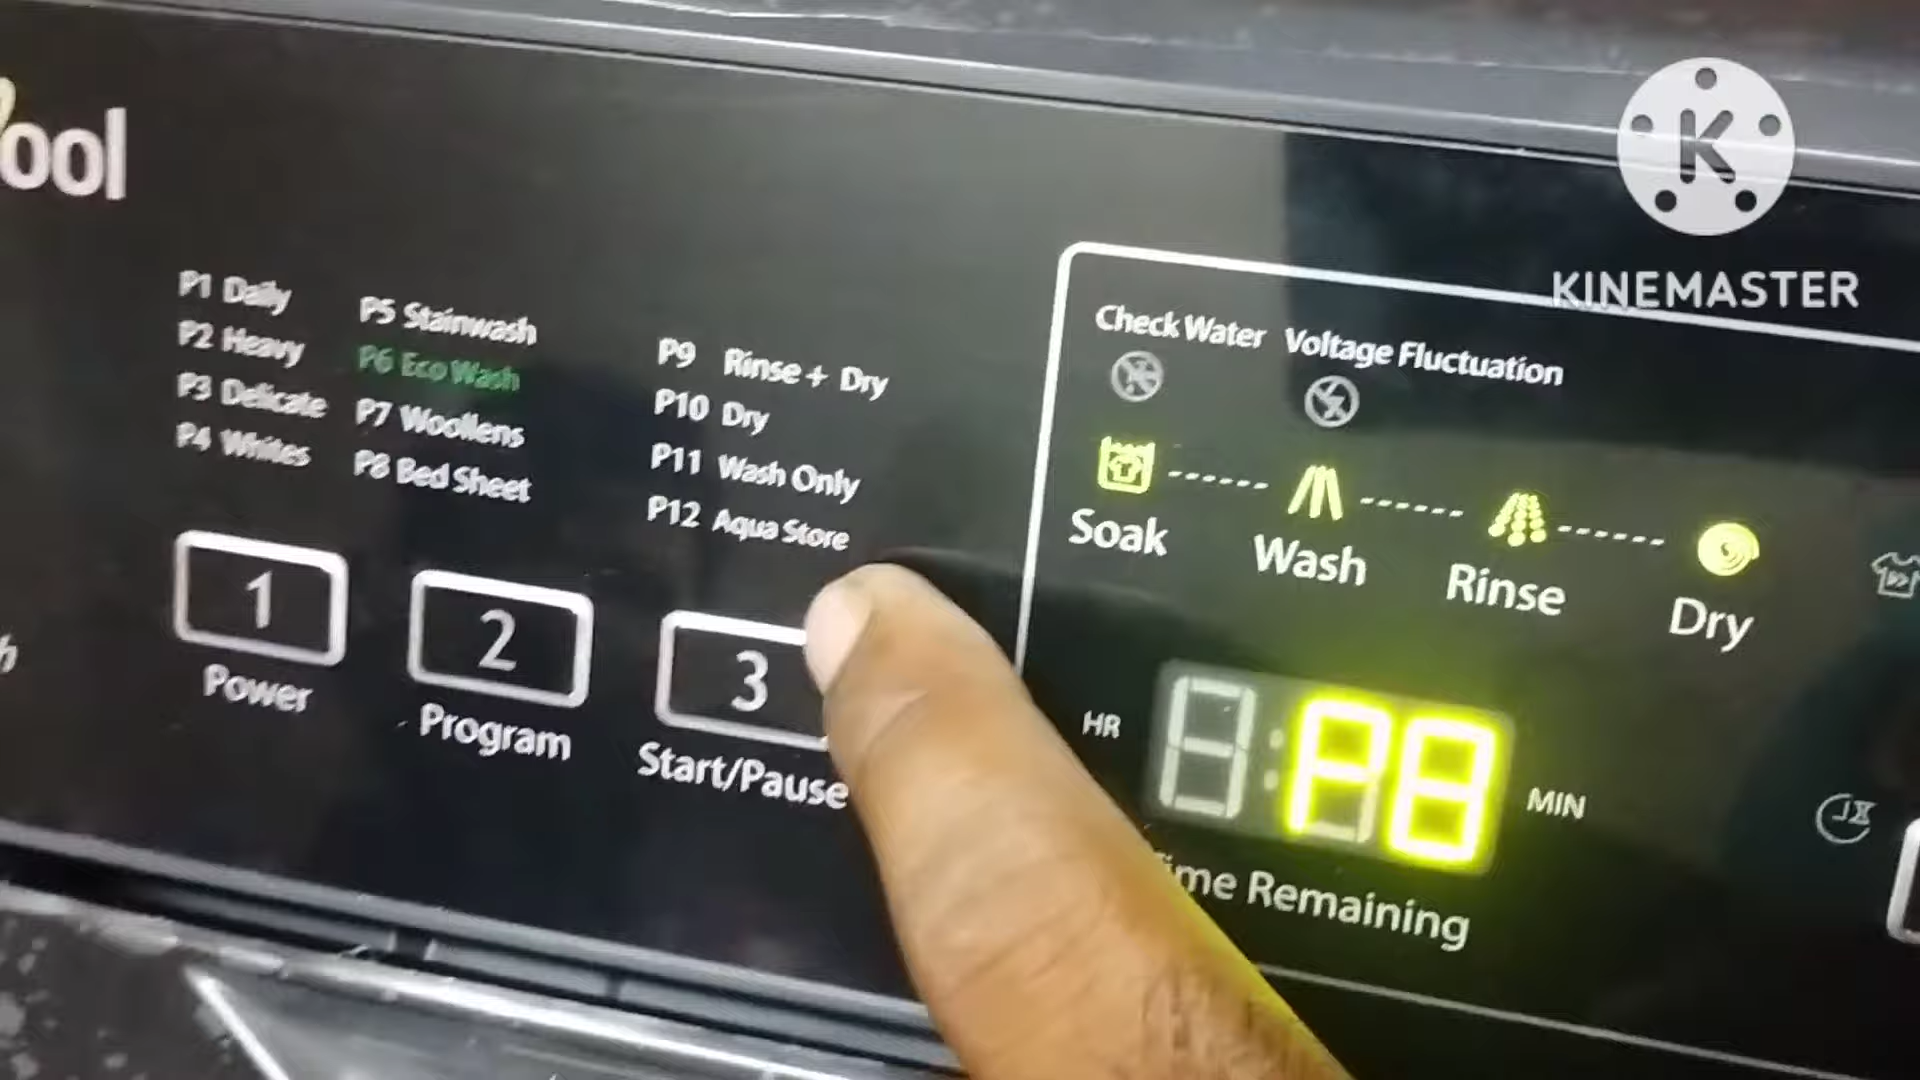 ool
P1 Daily
P2 Heavy
P3 Delicate
P4 Whites
P5 Stainwash
P6 Eco Wash
P7 Woollens
P8 Bed Sheet
P9 Rinse + Dry
P10 Dry
P11 Wash Only
P12 Aqua Store
1
Power
2
Program
3
Start/Pause
Check Water
Voltage Fluctuation
Soak
Wash
Rinse
Dry
HR
P8
MIN
ime Remaining
h
K
KINEMASTER